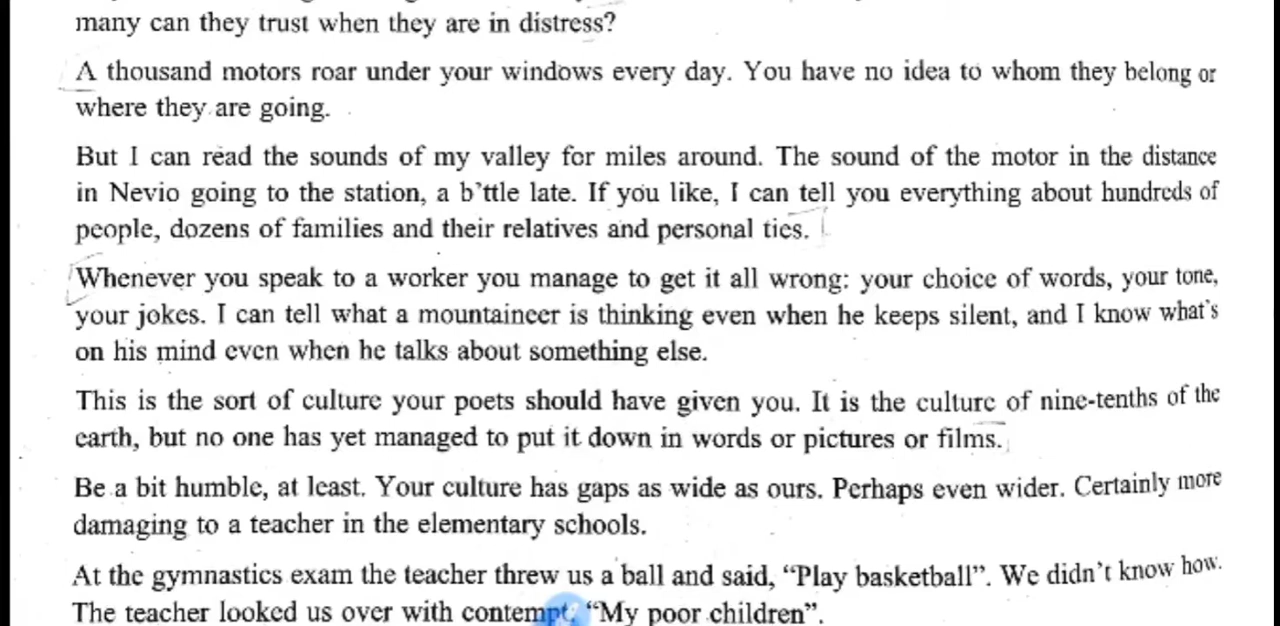 many can they trust when they are in distress?
A thousand motors roar under your windows every day. You have no idea to whom they belong or
where they are going.
But I can read the sounds of my valley for miles around. The sound of the motor in the distance
in Nevio going to the station, a b'ttle late. If you like, I can tell you everything about hundreds of
people, dozens of families and their relatives and personal ties.
Whenever you speak to a worker you manage to get it all wrong: your choice of words, your tone,
your jokes. I can tell what a mountaineer is thinking even when he keeps silent, and I know what's
on his mind even when he talks about something else.
This is the sort of culture your poets should have given you. It is the culture of nine-tenths of the
earth, but no one has yet managed to put it down in words or pictures or films.
Be a bit humble, at least. Your culture has gaps as wide as ours. Perhaps even wider. Certainly more
damaging to a teacher in the elementary schools.
At the gymnastics exam the teacher threw us a ball and said, “Play basketball”. We didn't know how.
The teacher looked us over with contempt. “My poor children”.